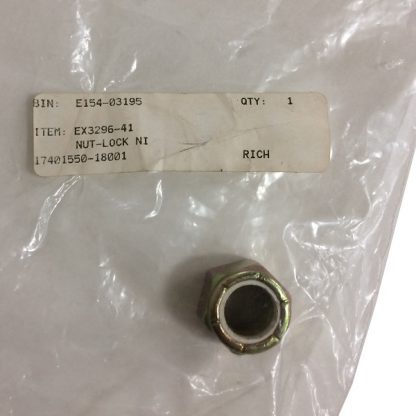 BIN: E154-03195 QTY: 1
ITEM: EX3296-41
NUT-LOCK NI
17401550-18001 RICH